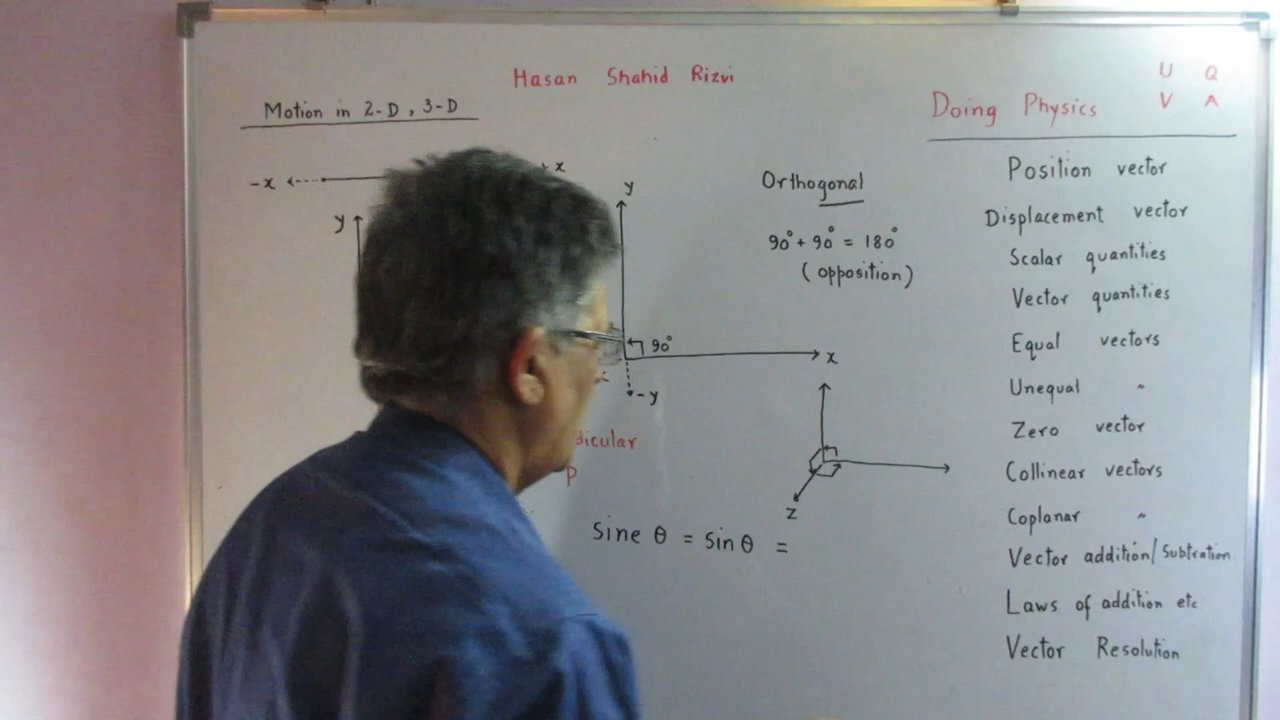 Hasan Shahid Rizvi
Motion in 2-D, 3-D
-x
x
y
y
90°
x
-y
dicular
P
z
Sine θ = sin θ =
Orthogonal
90° + 90° = 180°
(opposition)
U Q
V A
Doing Physics
Position vector
Displacement vector
Scalar quantities
Vector quantities
Equal vectors
Unequal "
Zero vector
Collinear vectors
Coplanar "
Vector addition/Subtration
Laws of addition etc
Vector Resolution